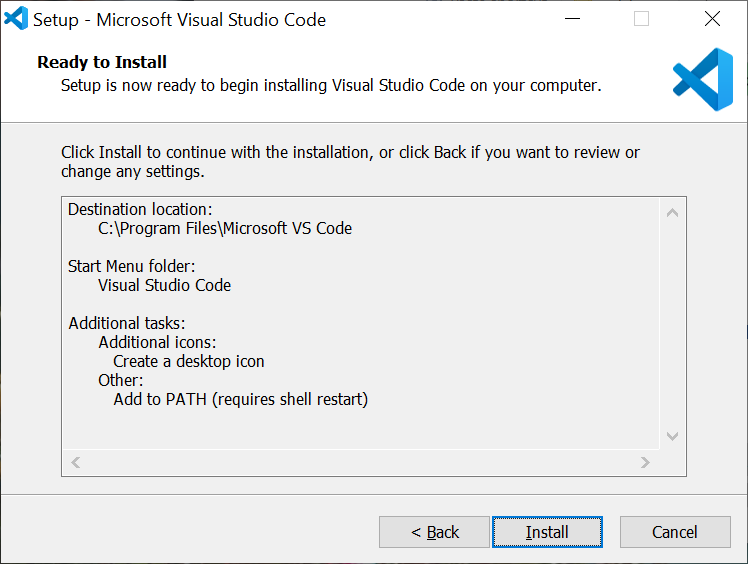 Setup - Microsoft Visual Studio Code
Ready to Install
Setup is now ready to begin installing Visual Studio Code on your computer.
Click Install to continue with the installation, or click Back if you want to review or
change any settings.
Destination location:
C:\Program Files\Microsoft VS Code
Start Menu folder:
Visual Studio Code
Additional tasks:
Additional icons:
Create a desktop icon
Other:
Add to PATH (requires shell restart)
< Back
Install
Cancel